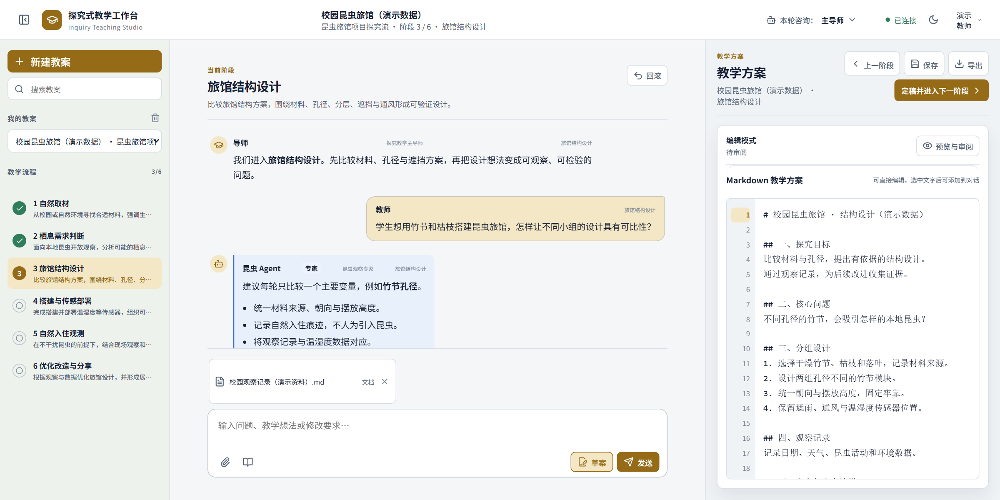 探究式教学工作台
Inquiry Teaching Studio
校园昆虫旅馆（演示数据）
昆虫旅馆项目探究流 • 阶段 3 / 6 • 旅馆结构设计
本轮咨询： 主导师
已连接
演示
教师
新建教案
搜索教案
我的教案
校园昆虫旅馆（演示数据） • 昆虫旅馆项
教学流程 3/6
1 自然取材
从校园或自然环境寻找合适材料，强调生…
2 栖息需求判断
面向本地昆虫开放观察，分析可能的栖息…
3 3 旅馆结构设计
比较旅馆结构方案，围绕材料、孔径、分…
4 搭建与传感部署
完成搭建并部署温湿度等传感器，组织可…
5 自然入住观测
在不干扰昆虫的前提下，结合现场观察和…
6 优化改造与分享
根据观察与数据优化旅馆设计，并形成展…
当前阶段
旅馆结构设计
比较旅馆结构方案，围绕材料、孔径、分层、遮挡与通风形成可验证设计。
回滚
导师 探究教学主导师 旅馆结构设计
我们进入旅馆结构设计。先比较材料、孔径与遮挡方案，再把设计想法变成可观察、可检验的
问题。
教师 旅馆结构设计
学生想用竹节和枯枝搭建昆虫旅馆，怎样让不同小组的设计具有可比性？
昆虫 Agent 专家 昆虫观察专家 旅馆结构设计
建议每轮只比较一个主要变量，例如竹节孔径。
• 统一材料来源、朝向与摆放高度。
• 记录自然入住痕迹，不人为引入昆虫。
• 将观察记录与温湿度数据对应。
校园观察记录（演示资料）.md 文档
输入问题、教学想法或修改要求…
草案 发送
教学方案
教学方案
校园昆虫旅馆（演示数据） •
旅馆结构设计
上一阶段 保存 导出
定稿并进入下一阶段
编辑模式
待审阅
预览与审阅
Markdown 教学方案 可直接编辑，选中文字后可添加到对话
1 # 校园昆虫旅馆 · 结构设计（演示数据）
2
3 ## 一、探究目标
4 比较材料与孔径，提出有依据的结构设计。
5 通过观察记录，为后续改进收集证据。
6
7 ## 二、核心问题
8 不同孔径的竹节，会吸引怎样的本地昆虫？
9
10 ## 三、分组设计
11 1. 选择干燥竹节、枯枝和落叶，记录材料来源。
12 2. 设计两组孔径不同的竹节模块。
13 3. 统一朝向与摆放高度，固定牢靠。
14 4. 保留遮雨、通风与温湿度传感器位置。
15
16 ## 四、观察记录
17 记录日期、天气、昆虫活动和环境数据。
18